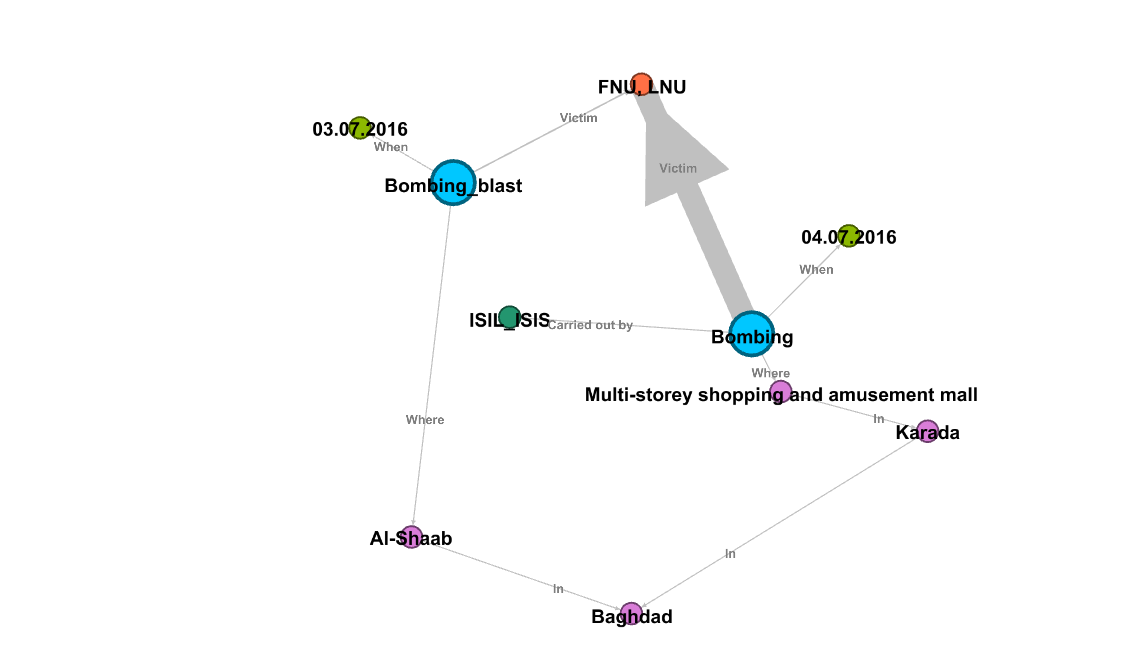 FNU, LNU
Victim
03.07.2016
When
Bombing_blast
Victim
04.07.2016
When
ISIL_ISIS
Carried out by
Bombing
Where
Multi-storey shopping and amusement mall
In
Where
Karada
Al-Shaab
In
In
Baghdad